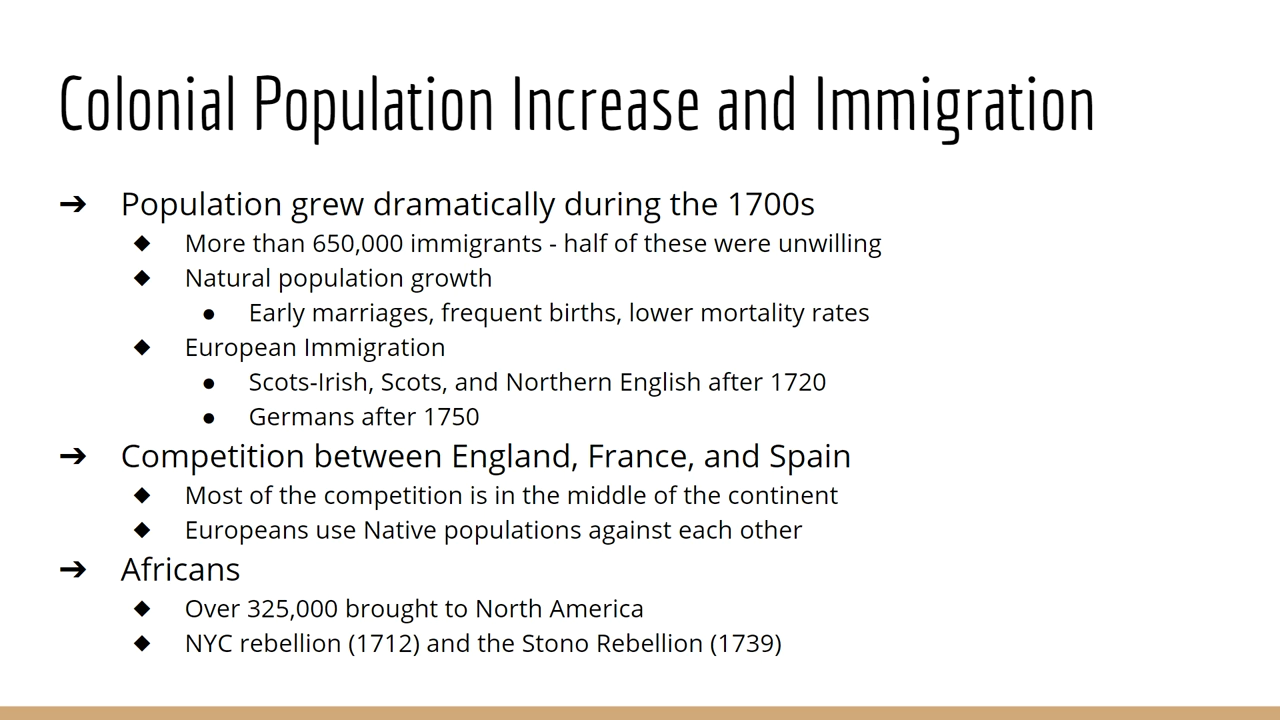 Colonial Population Increase and Immigration
➔ Population grew dramatically during the 1700s
◆ More than 650,000 immigrants - half of these were unwilling
◆ Natural population growth
● Early marriages, frequent births, lower mortality rates
◆ European Immigration
● Scots-Irish, Scots, and Northern English after 1720
● Germans after 1750
➔ Competition between England, France, and Spain
◆ Most of the competition is in the middle of the continent
◆ Europeans use Native populations against each other
➔ Africans
◆ Over 325,000 brought to North America
◆ NYC rebellion (1712) and the Stono Rebellion (1739)